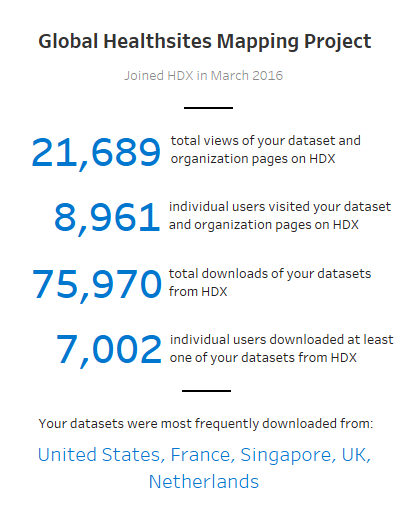 Global Healthsites Mapping Project
Joined HDX in March 2016
21,689 total views of your dataset and
organization pages on HDX
8,961 individual users visited your dataset
and organization pages on HDX
75,970 total downloads of your datasets
from HDX
7,002 individual users downloaded at least
one of your datasets from HDX
Your datasets were most frequently downloaded from:
United States, France, Singapore, UK,
Netherlands